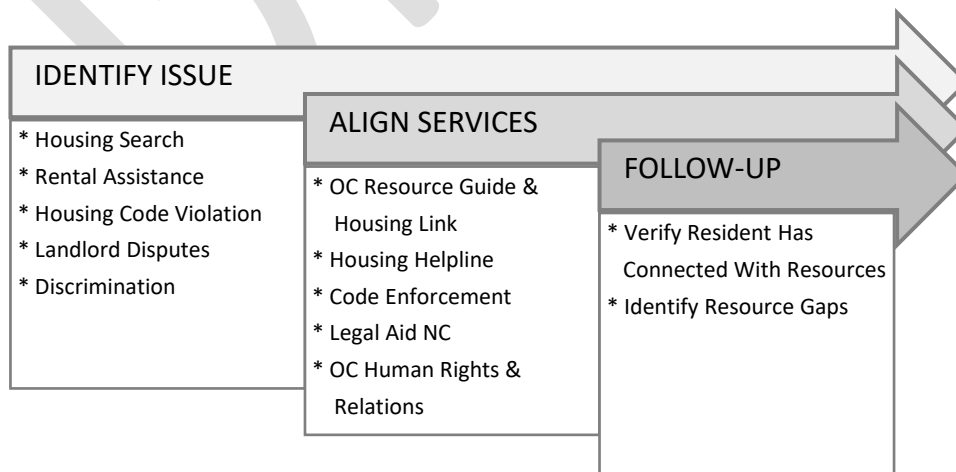 IDENTIFY ISSUE
* Housing Search
* Rental Assistance
* Housing Code Violation
* Landlord Disputes
* Discrimination
ALIGN SERVICES
* OC Resource Guide &
Housing Link
* Housing Helpline
* Code Enforcement
* Legal Aid NC
* OC Human Rights &
Relations
FOLLOW-UP
* Verify Resident Has
Connected With Resources
* Identify Resource Gaps